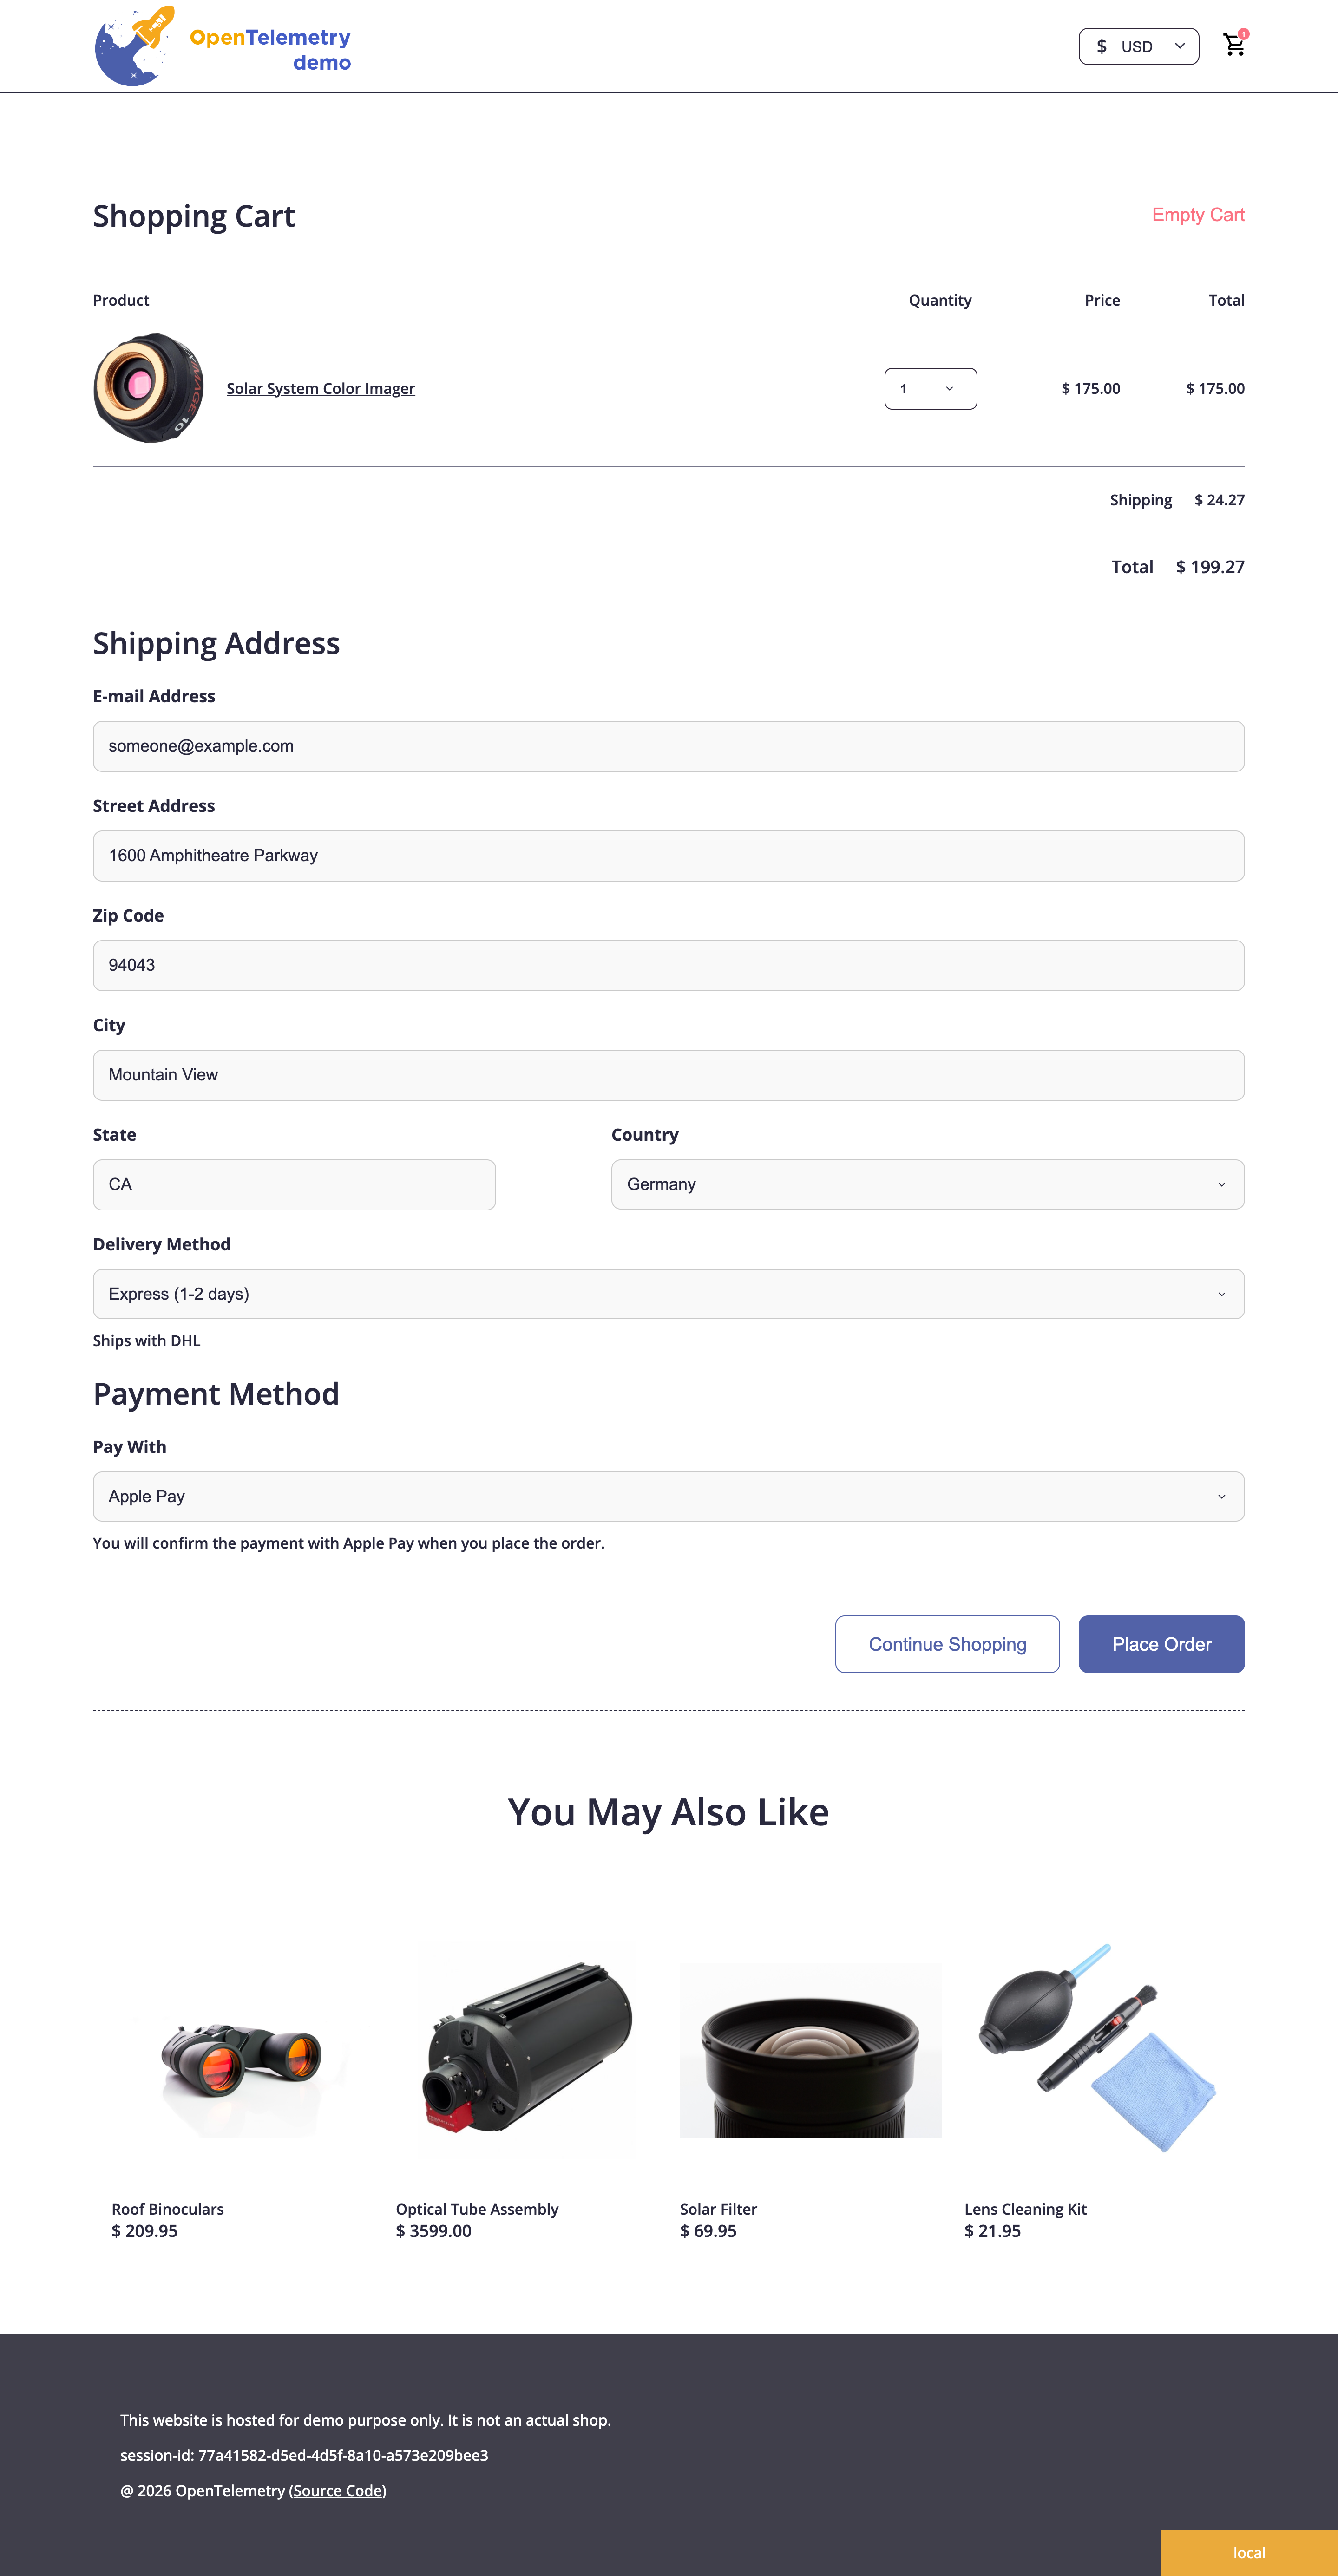 OpenTelemetry
demo
$ USD
1
Shopping Cart
Empty Cart
Product Quantity Price Total
Solar System Color Imager 1 $ 175.00 $ 175.00
Shipping $ 24.27
Total $ 199.27
Shipping Address
E-mail Address
someone@example.com
Street Address
1600 Amphitheatre Parkway
Zip Code
94043
City
Mountain View
State Country
CA Germany
Delivery Method
Express (1-2 days)
Ships with DHL
Payment Method
Pay With
Apple Pay
You will confirm the payment with Apple Pay when you place the order.
Continue Shopping Place Order
You May Also Like
Roof Binoculars
$ 209.95
Optical Tube Assembly
$ 3599.00
Solar Filter
$ 69.95
Lens Cleaning Kit
$ 21.95
This website is hosted for demo purpose only. It is not an actual shop.
session-id: 77a41582-d5ed-4d5f-8a10-a573e209bee3
@ 2026 OpenTelemetry (Source Code)
local